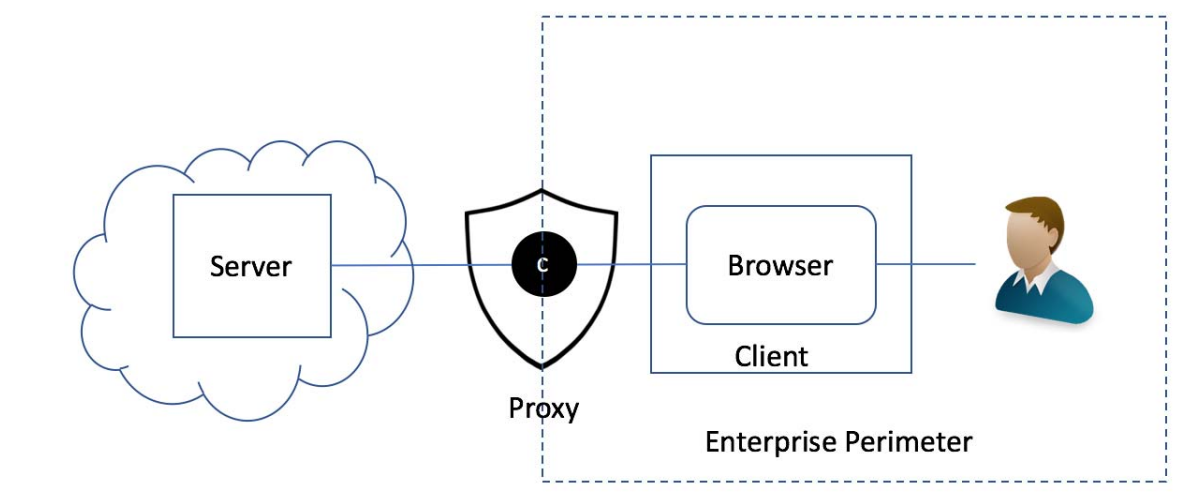 Server
C
Browser
Client
Proxy
Enterprise Perimeter